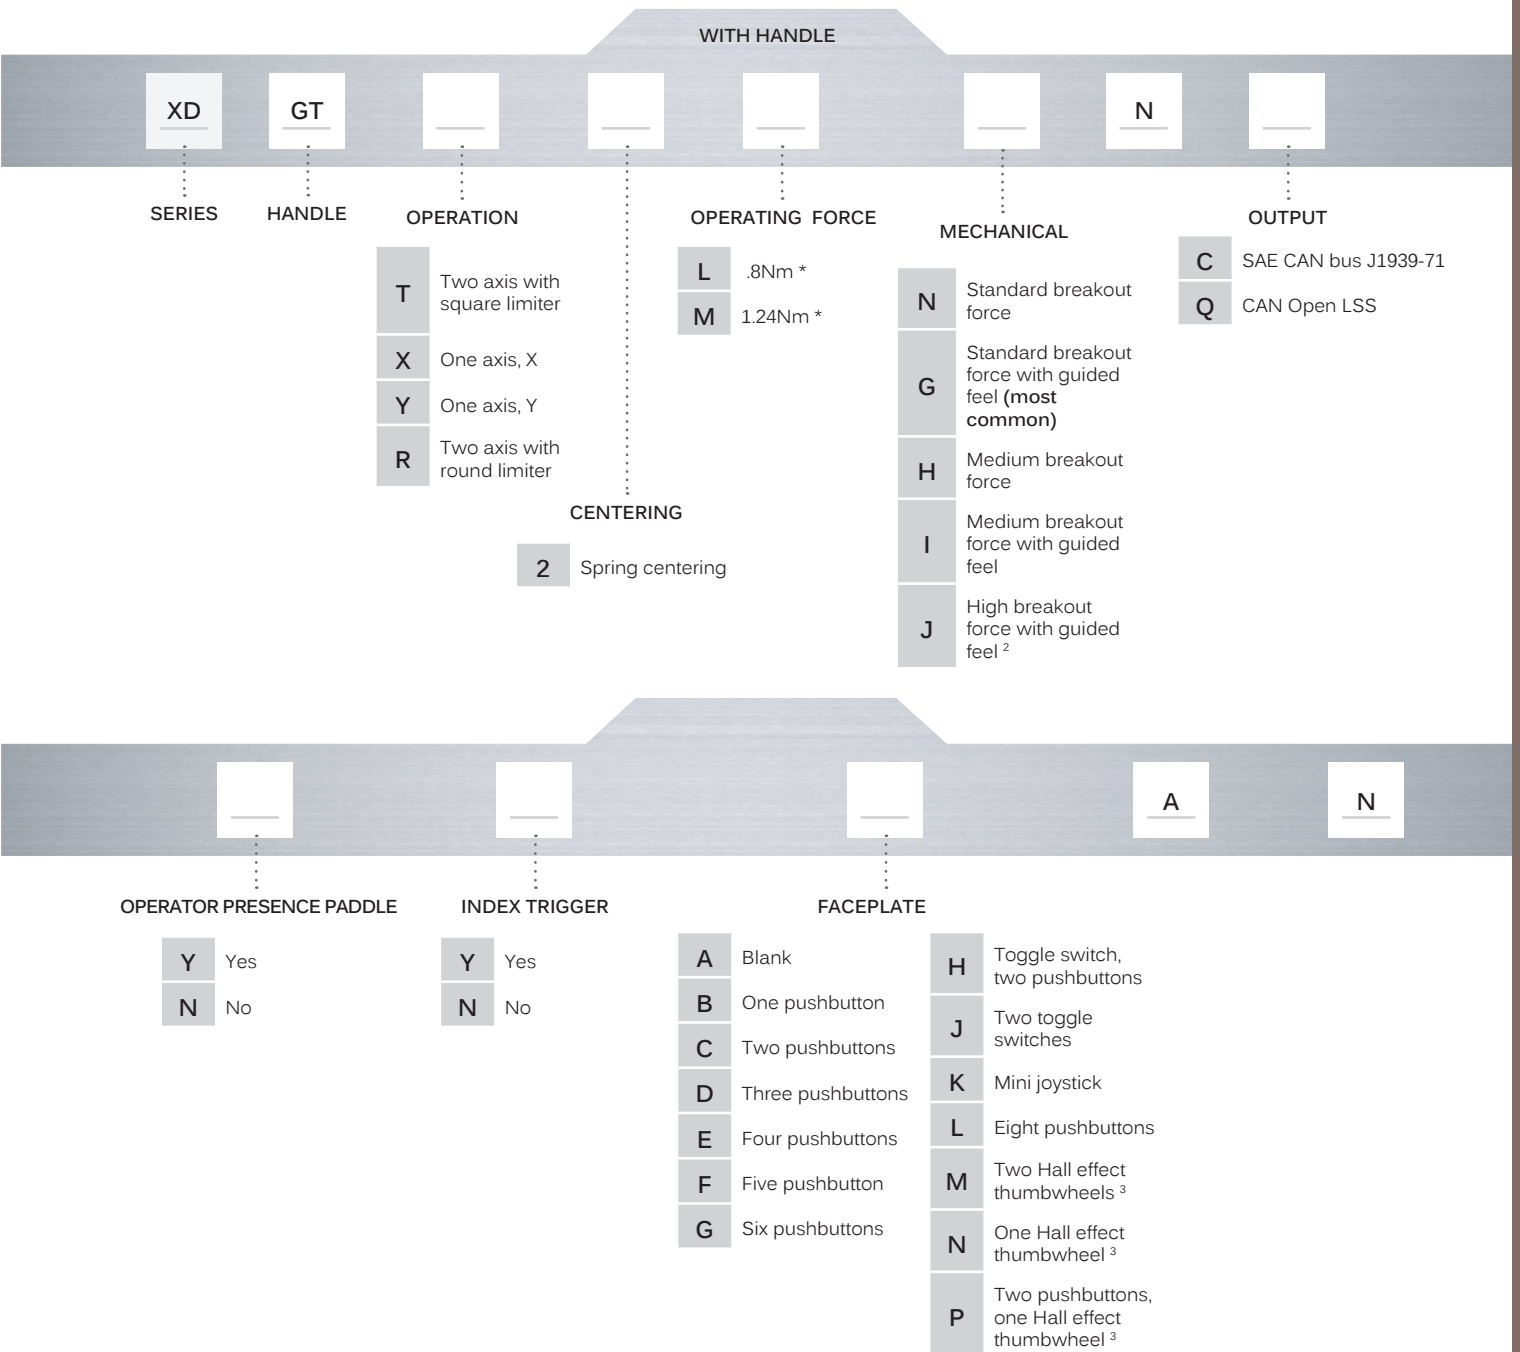 WITH HANDLE
XD
GT
N
SERIES
HANDLE
OPERATION
T
Two axis with
square limiter
X
One axis, X
Y
One axis, Y
R
Two axis with
round limiter
CENTERING
2
Spring centering
OPERATING FORCE
L
.8Nm *
M
1.24Nm *
MECHANICAL
N
Standard breakout
force
G
Standard breakout
force with guided
feel (most
common)
H
Medium breakout
force
I
Medium breakout
force with guided
feel
J
High breakout
force with guided
feel ²
OUTPUT
C
SAE CAN bus J1939-71
Q
CAN Open LSS
A
N
OPERATOR PRESENCE PADDLE
Y
Yes
N
No
INDEX TRIGGER
Y
Yes
N
No
FACEPLATE
A
Blank
B
One pushbutton
C
Two pushbuttons
D
Three pushbuttons
E
Four pushbuttons
F
Five pushbutton
G
Six pushbuttons
H
Toggle switch,
two pushbuttons
J
Two toggle
switches
K
Mini joystick
L
Eight pushbuttons
M
Two Hall effect
thumbwheels ³
N
One Hall effect
thumbwheel ³
P
Two pushbuttons,
one Hall effect
thumbwheel ³